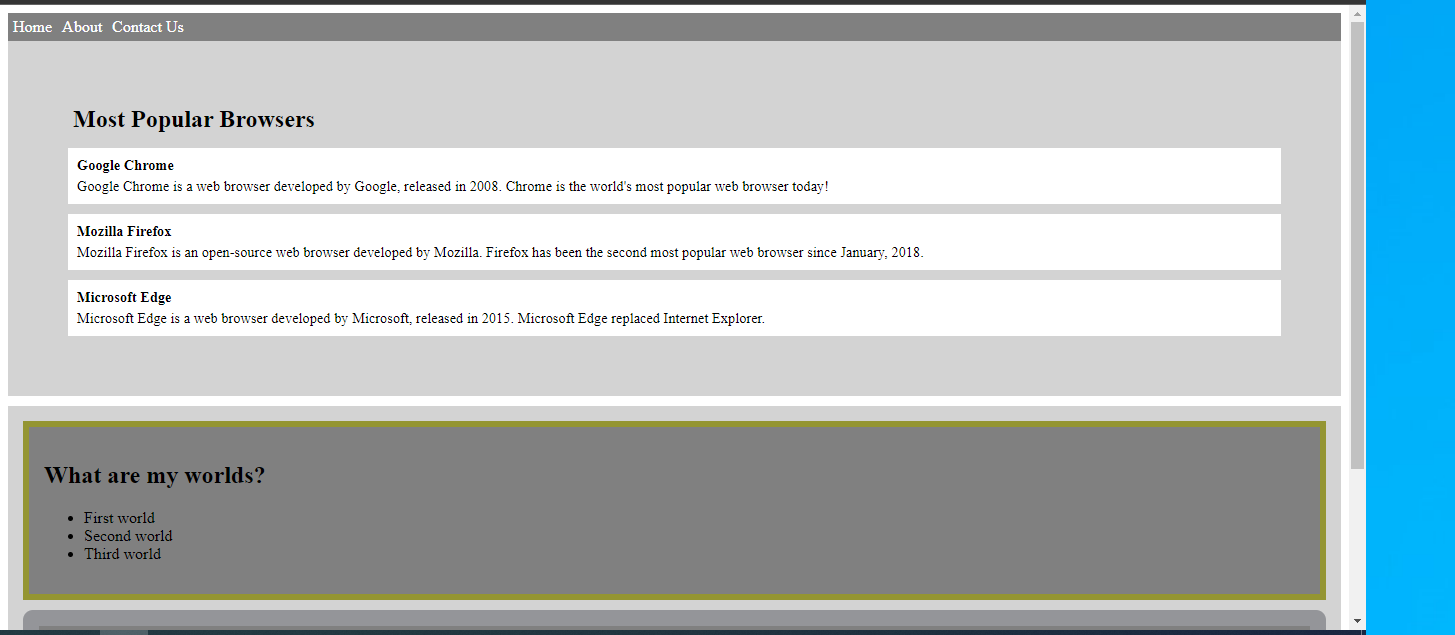 Home About Contact Us
Most Popular Browsers
Google Chrome
Google Chrome is a web browser developed by Google, released in 2008. Chrome is the world's most popular web browser today!
Mozilla Firefox
Mozilla Firefox is an open-source web browser developed by Mozilla. Firefox has been the second most popular web browser since January, 2018.
Microsoft Edge
Microsoft Edge is a web browser developed by Microsoft, released in 2015. Microsoft Edge replaced Internet Explorer.
What are my worlds?
• First world
• Second world
• Third world